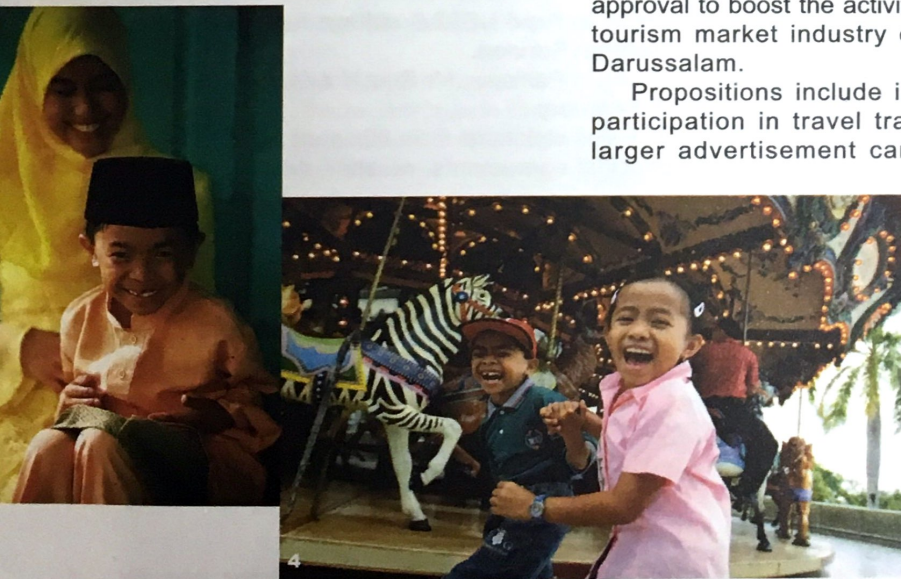 approval to boost the activi
tourism market industry
Darussalam.
Propositions include i
participation in travel tra
larger advertisement ca
4